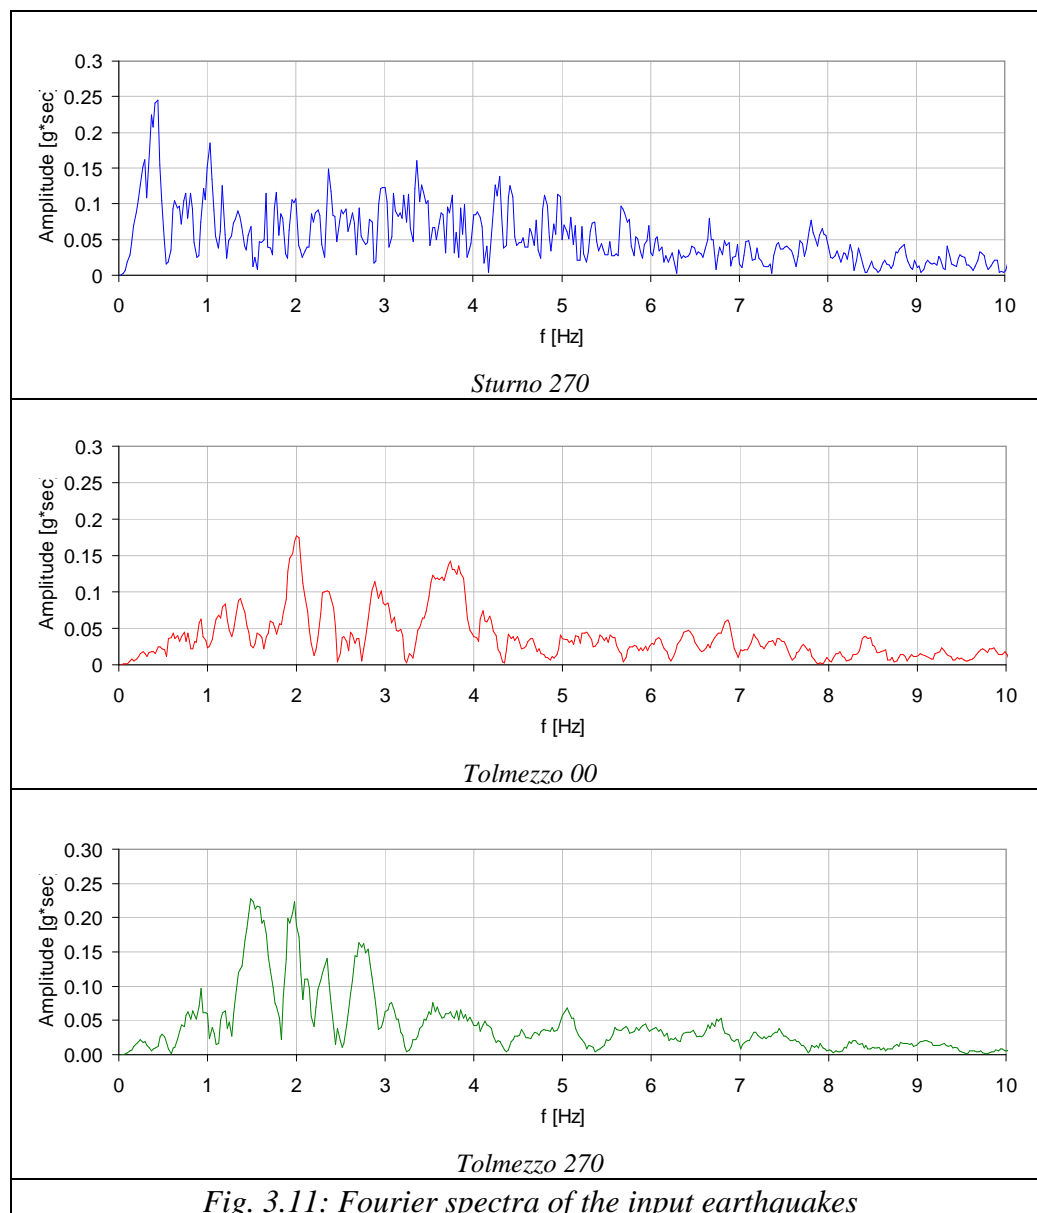 0.3
0.25
0.2
0.15
0.1
0.05
0
Amplitude [g*sec]
0 1 2 3 4 5 6 7 8 9 10
f [Hz]
Sturno 270
0.3
0.25
0.2
0.15
0.1
0.05
0
Amplitude [g*sec]
0 1 2 3 4 5 6 7 8 9 10
f [Hz]
Tolmezzo 00
0.30
0.25
0.20
0.15
0.10
0.05
0.00
Amplitude [g*sec]
0 1 2 3 4 5 6 7 8 9 10
f [Hz]
Tolmezzo 270
Fig. 3.11: Fourier spectra of the input earthquakes